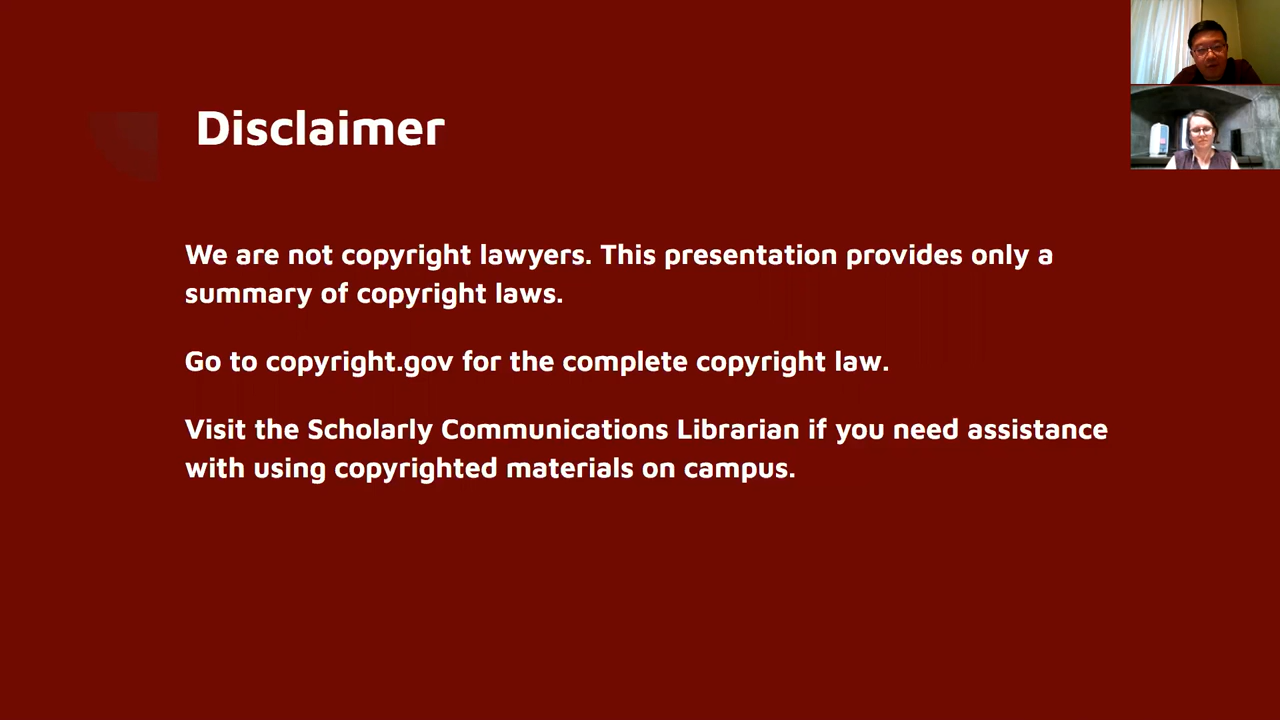 Disclaimer
We are not copyright lawyers. This presentation provides only a
summary of copyright laws.
Go to copyright.gov for the complete copyright law.
Visit the Scholarly Communications Librarian if you need assistance
with using copyrighted materials on campus.